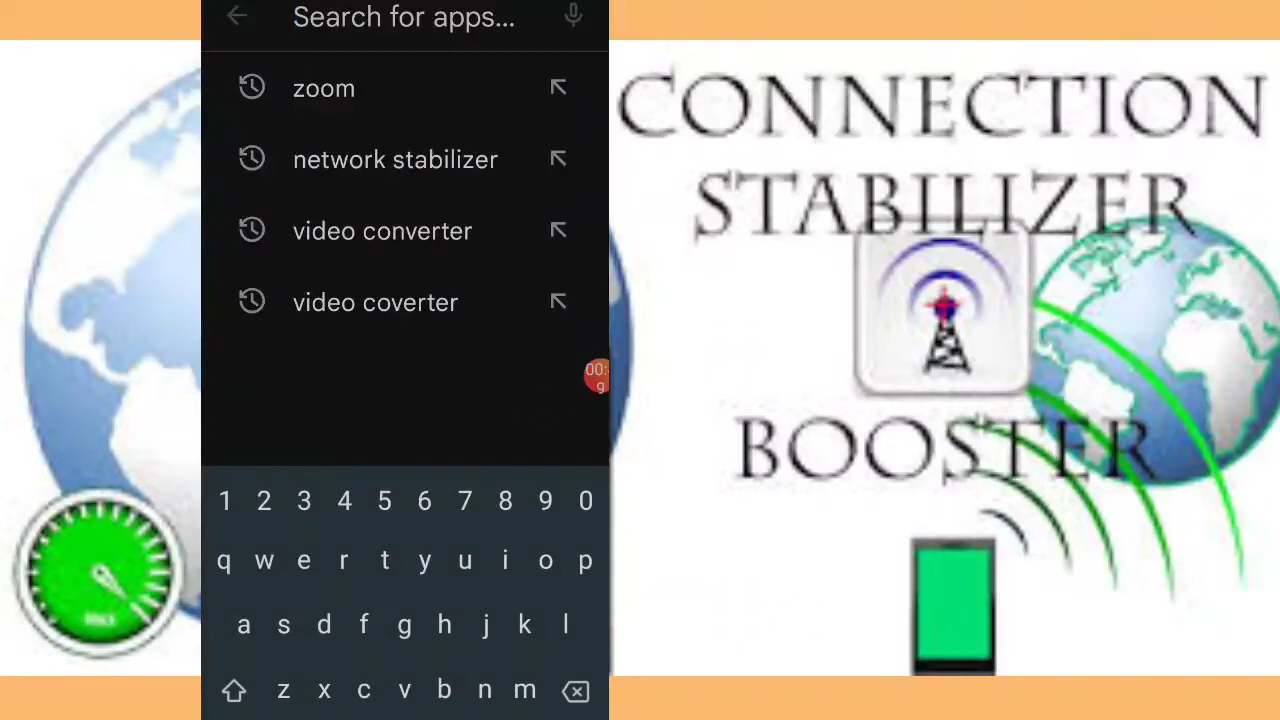 Search for apps...
zoom
network stabilizer
video converter
video coverter
1 2 3 4 5 6 7 8 9 0
q w e r t y u i o p
a s d f g h j k l
z x c v b n m
CONNECTION
STABILIZER
BOOSTER